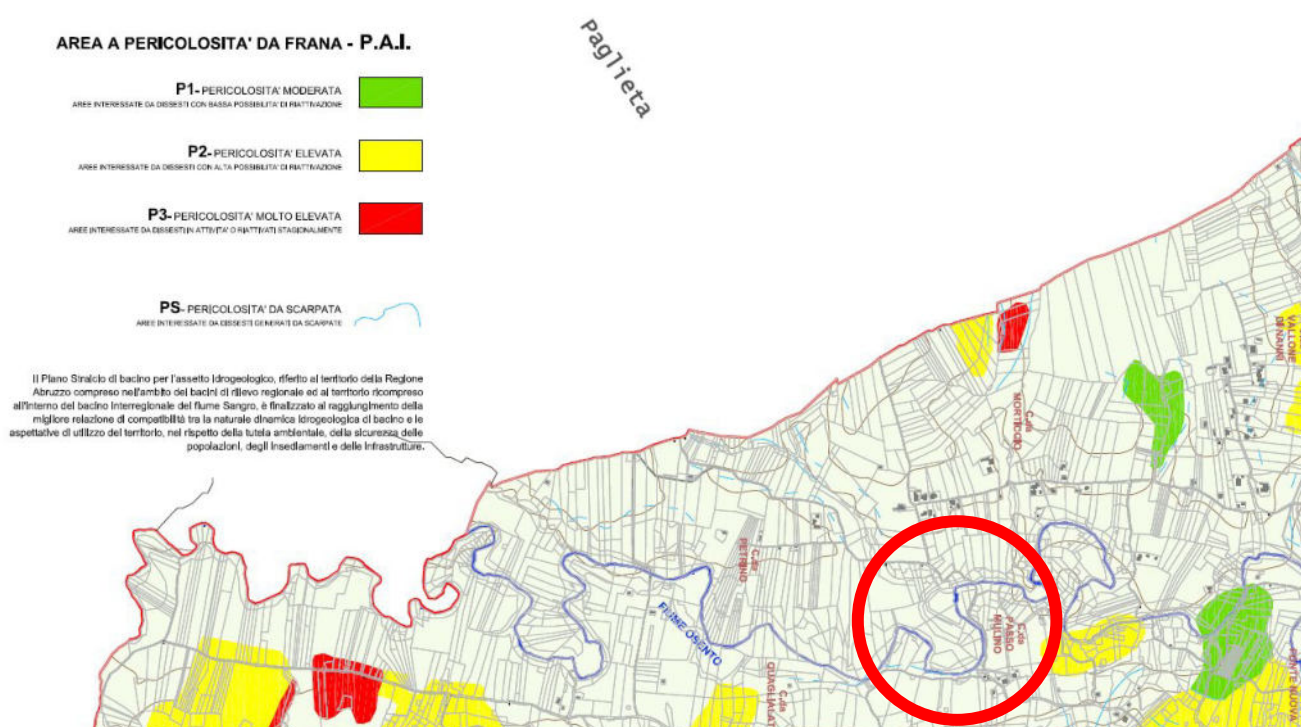 AREA A PERICOLOSITA' DA FRANA - P.A.I.
P1- PERICOLOSITA' MODERATA
AREE INTERESSATE DA DISSESTI CON BASSA POSSIBILITA' DI RIATTIVAZIONE
P2- PERICOLOSITA' ELEVATA
AREE INTERESSATE DA DISSESTI CON ALTA POSSIBILITA' DI RIATTIVAZIONE
P3- PERICOLOSITA' MOLTO ELEVATA
AREE INTERESSATE DA DISSESTI IN ATTIVITA' O RIATTIVATI STAGIONALMENTE
PS- PERICOLOSITA' DA SCARPATA
AREE INTERESSATE DA DISSESTI GENERATI DA SCARPATE
Il Piano Stralcio di bacino per l'assetto idrogeologico, riferito al territorio della Regione
Abruzzo compreso nell'ambito dei bacini di rilievo regionale ed al territorio ricompreso
all'interno del bacino interregionale del fiume Sangro, è finalizzato al raggiungimento della
migliore relazione di compatibilità tra la naturale dinamica idrogeologica di bacino e le
aspettative di utilizzo del territorio, nel rispetto della tutela ambientale, della sicurezza delle
popolazioni, degli insediamenti e delle infrastrutture.
Paglieta
VALLONE
DI NANNI
C.da
MORTICCIO
C.da
PETRINO
FIUME OSENTO
C.da
PASSO
MULINO
C.da
QUAGLIALAT
FONTE NUOVA